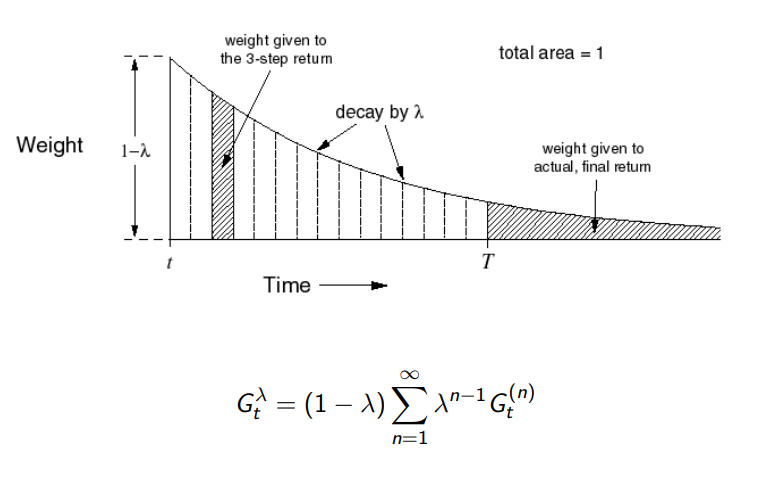 weight given to
the 3-step return
total area = 1
decay by λ
Weight
1−λ
weight given to
actual, final return
t
T
Time
G_t^λ = (1 − λ) ∑_{n=1}^{∞} λ^{n−1} G_t^{(n)}